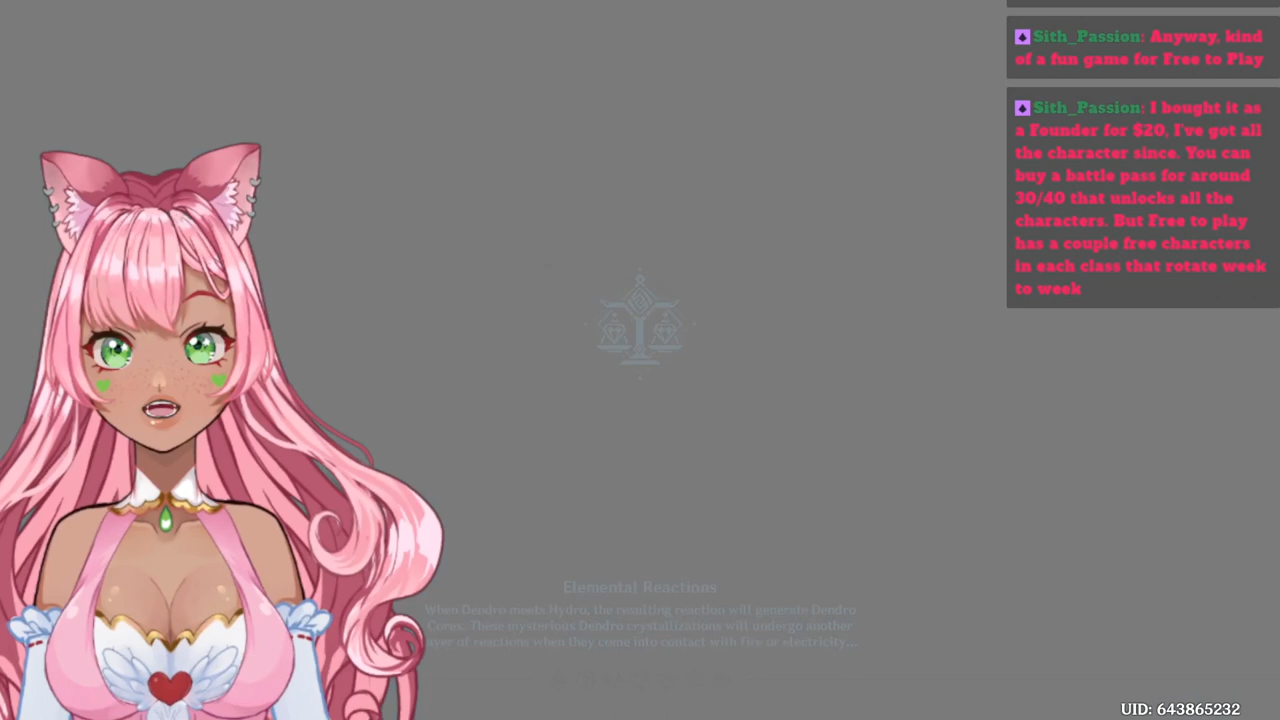 Sith_Passion: Anyway, kind
of a fun game for Free to Play
Sith_Passion: I bought it as
a Founder for $20, I've got all
the character since. You can
buy a battle pass for around
30/40 that unlocks all the
characters. But Free to play
has a couple free characters
in each class that rotate week
to week
Elemental Reactions
When Dendro meets Hydro, the resulting reaction will generate Dendro
Cores. These mysterious Dendro crystallizations will undergo another
layer of reactions when they come into contact with fire or electricity...
UID: 643865232